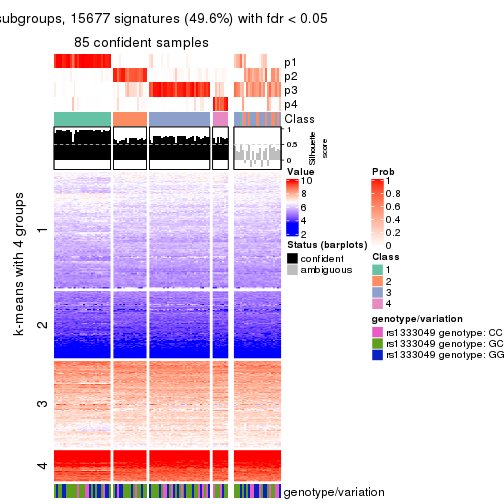 subgroups, 15677 signatures (49.6%) with fdr < 0.05
85 confident samples
p1
p2
p3
p4
Class
1
0.5
0
Silhouette
score
k-means with 4 groups
1
2
3
4
genotype/variation
Value
10
8
6
4
2
Status (barplots)
confident
ambiguous
Prob
1
0.8
0.6
0.4
0.2
0
Class
1
2
3
4
genotype/variation
rs1333049 genotype: CC
rs1333049 genotype: GC
rs1333049 genotype: GG